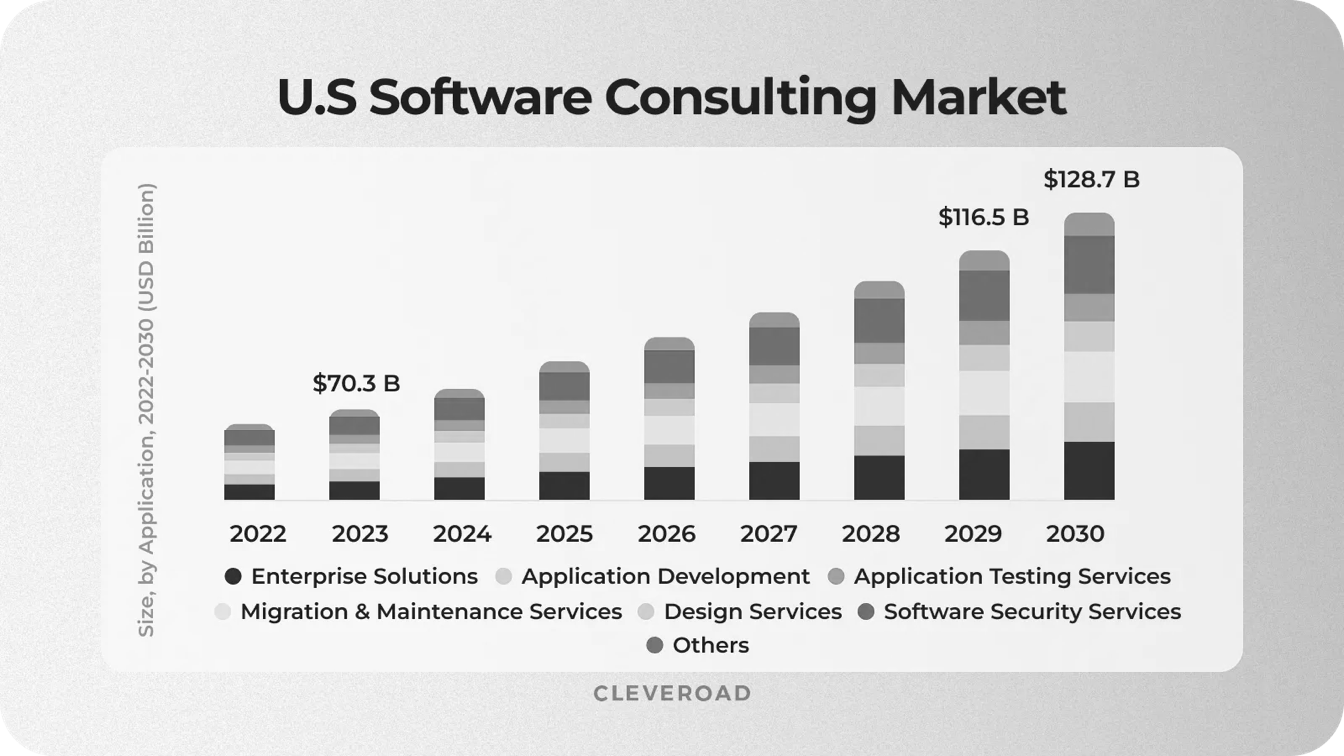 U.S Software Consulting Market
Size, by Application, 2022-2030 (USD Billion)
$70.3 B
$116.5 B
$128.7 B
2022 2023 2024 2025 2026 2027 2028 2029 2030
Enterprise Solutions Application Development Application Testing Services
Migration & Maintenance Services Design Services Software Security Services
Others
CLEVEROAD